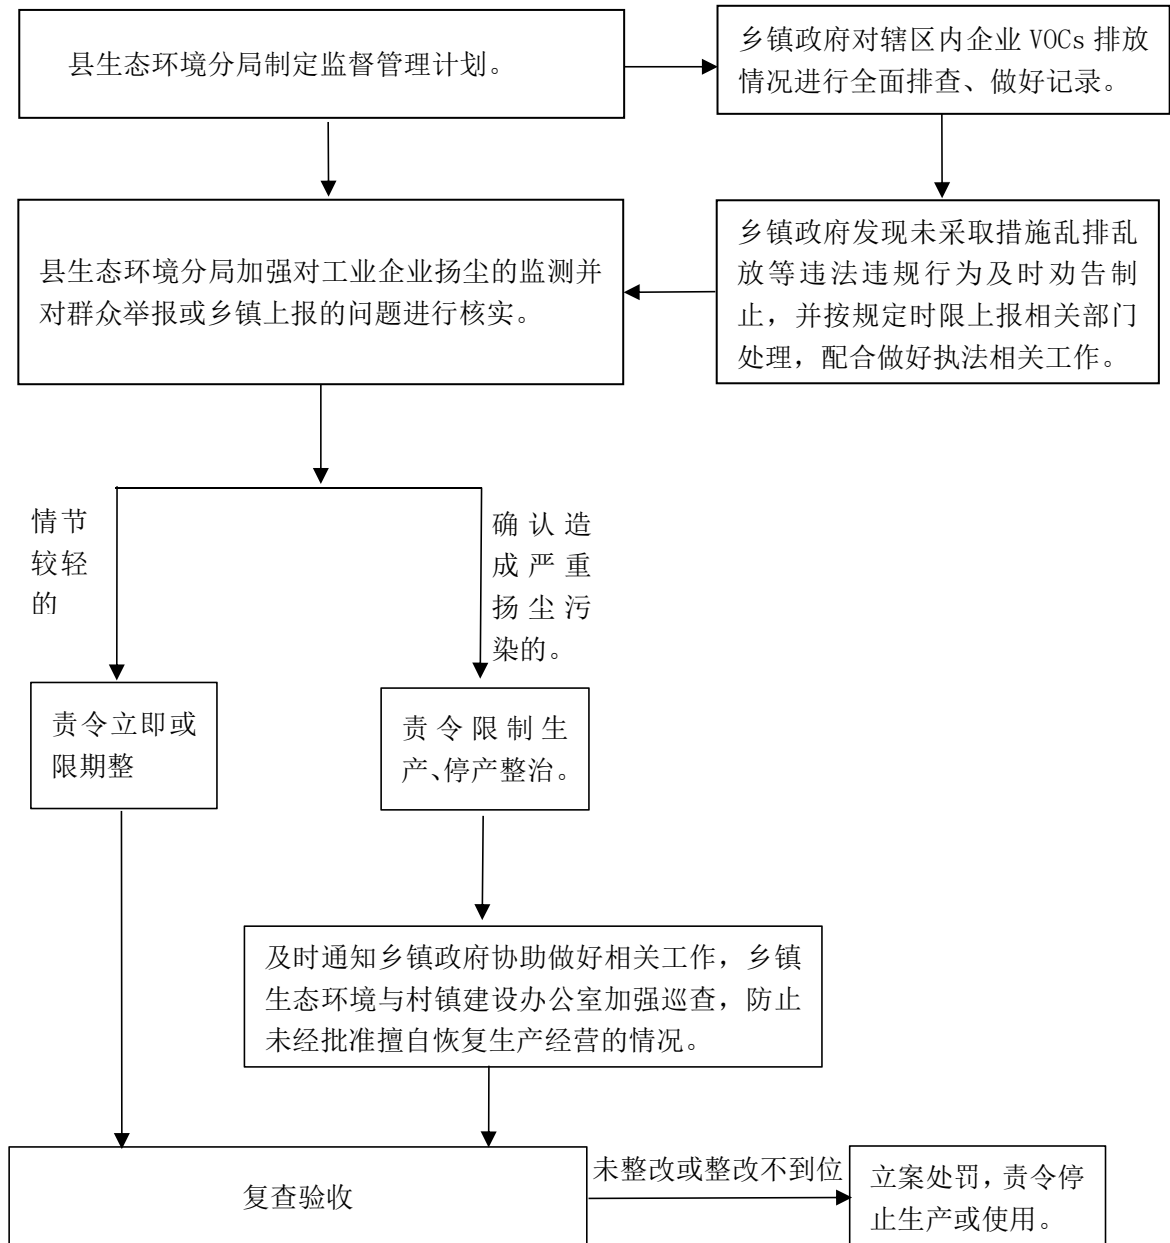 县生态环境分局制定监督管理计划。
乡镇政府对辖区内企业 VOCs 排放
情况进行全面排查、做好记录。
县生态环境分局加强对工业企业扬尘的监测并
对群众举报或乡镇上报的问题进行核实。
乡镇政府发现未采取措施乱排乱
放等违法违规行为及时劝告制
止，并按规定时限上报相关部门
处理，配合做好执法相关工作。
情节
较轻
的
确认造
成严重
扬尘污
染的。
责令立即或
限期整
责令限制生
产、停产整治。
及时通知乡镇政府协助做好相关工作，乡镇
生态环境与村镇建设办公室加强巡查，防止
未经批准擅自恢复生产经营的情况。
复查验收
未整改或整改不到位
立案处罚，责令停
止生产或使用。